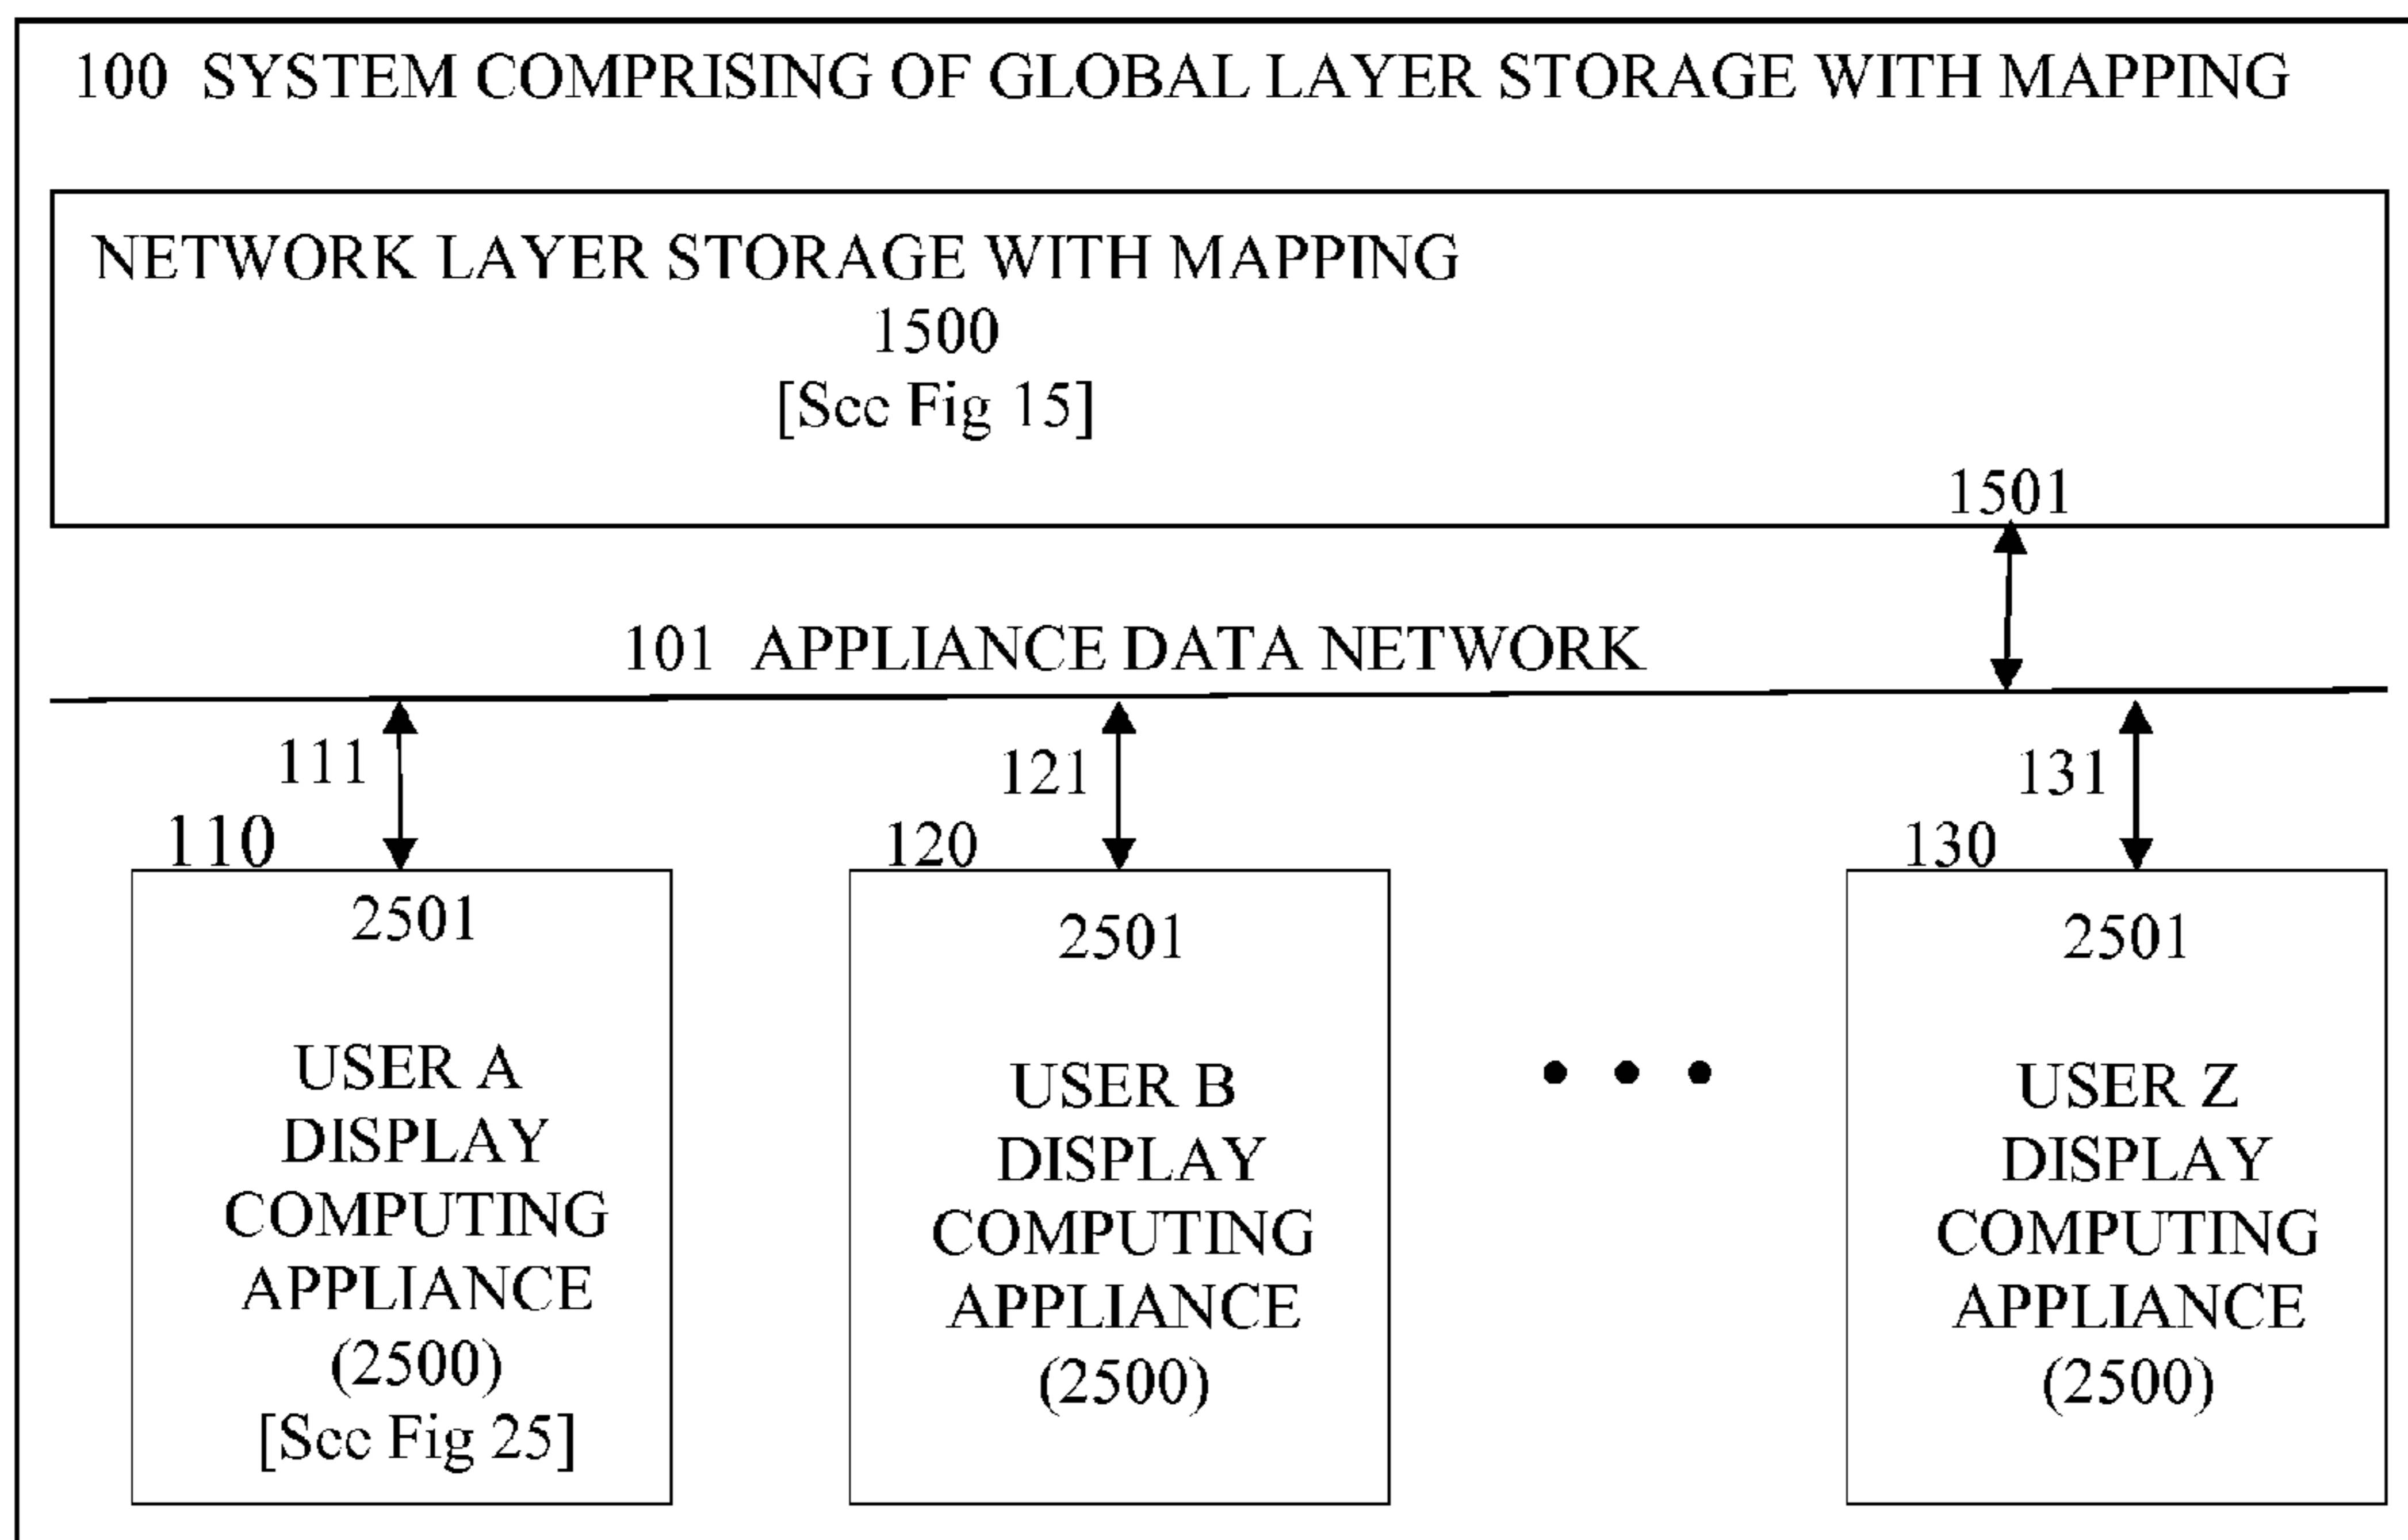 100 SYSTEM COMPRISING OF GLOBAL LAYER STORAGE WITH MAPPING
NETWORK LAYER STORAGE WITH MAPPING
1500
[See Fig 15]
1501
101 APPLIANCE DATA NETWORK
111
121
131
110
120
130
2501
USER A
DISPLAY
COMPUTING
APPLIANCE
(2500)
[See Fig 25]
2501
USER B
DISPLAY
COMPUTING
APPLIANCE
(2500)
• • •
2501
USER Z
DISPLAY
COMPUTING
APPLIANCE
(2500)